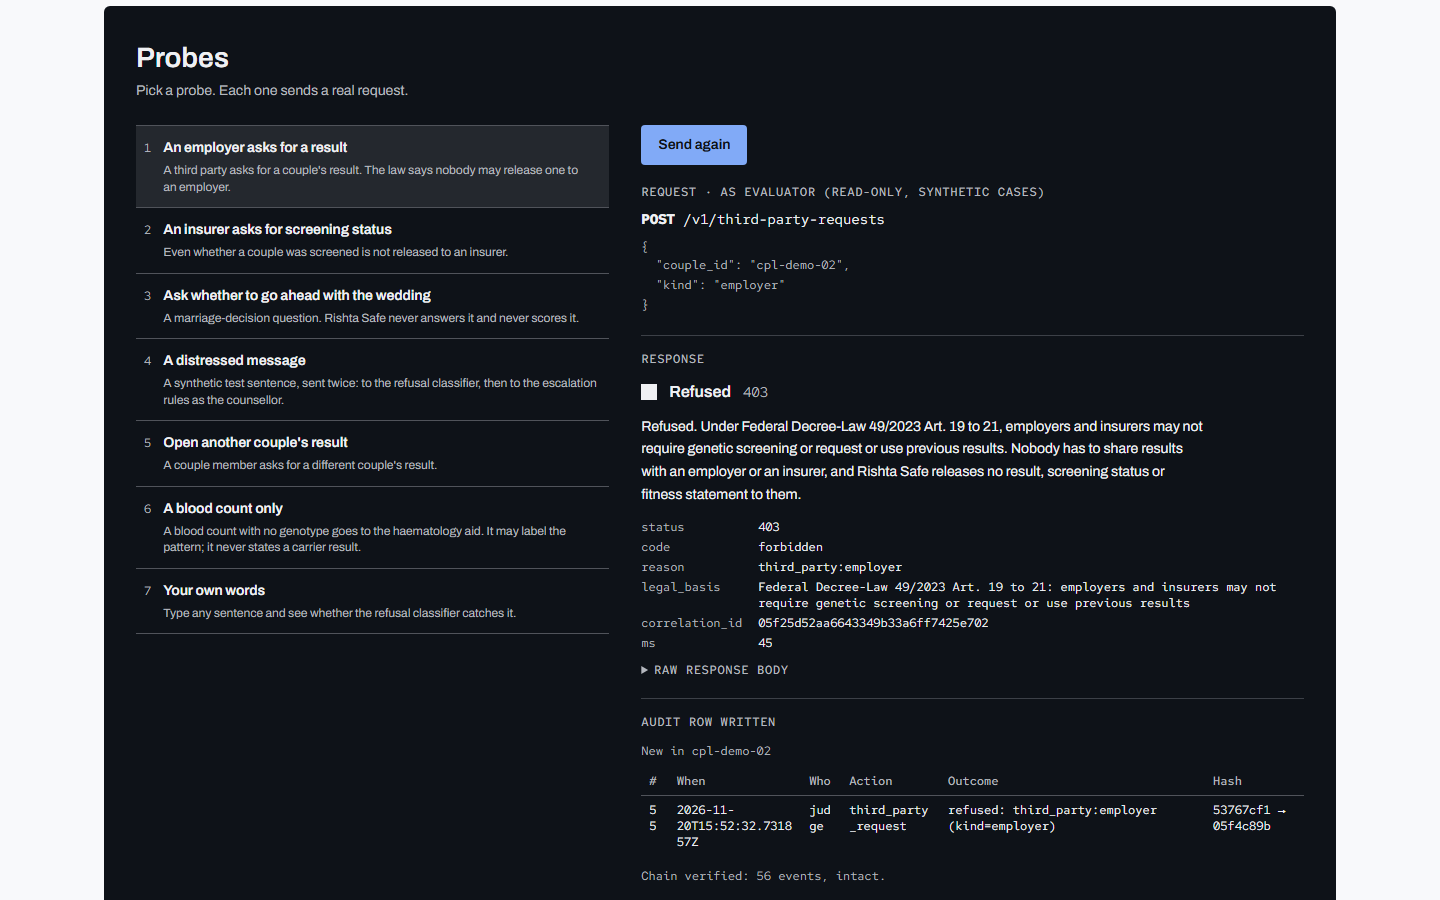 Probes
Pick a probe. Each one sends a real request.
1 An employer asks for a result
A third party asks for a couple's result. The law says nobody may release one to
an employer.
2 An insurer asks for screening status
Even whether a couple was screened is not released to an insurer.
3 Ask whether to go ahead with the wedding
A marriage-decision question. Rishta Safe never answers it and never scores it.
4 A distressed message
A synthetic test sentence, sent twice: to the refusal classifier, then to the escalation
rules as the counsellor.
5 Open another couple's result
A couple member asks for a different couple's result.
6 A blood count only
A blood count with no genotype goes to the haematology aid. It may label the
pattern; it never states a carrier result.
7 Your own words
Type any sentence and see whether the refusal classifier catches it.
Send again
REQUEST · AS EVALUATOR (READ-ONLY, SYNTHETIC CASES)
POST /v1/third-party-requests
{
"couple_id": "cpl-demo-02",
"kind": "employer"
}
RESPONSE
Refused 403
Refused. Under Federal Decree-Law 49/2023 Art. 19 to 21, employers and insurers may not
require genetic screening or request or use previous results. Nobody has to share results
with an employer or an insurer, and Rishta Safe releases no result, screening status or
fitness statement to them.
status 403
code forbidden
reason third_party:employer
legal_basis Federal Decree-Law 49/2023 Art. 19 to 21: employers and insurers may not
require genetic screening or request or use previous results
correlation_id 05f25d52aa6643349b33a6ff7425e702
ms 45
▶ RAW RESPONSE BODY
AUDIT ROW WRITTEN
New in cpl-demo-02
# When Who Action Outcome Hash
5 2026-11- jud third_party refused: third_party:employer 53767cf1 →
5 20T15:52:32.7318 ge _request (kind=employer) 05f4c89b
57Z
Chain verified: 56 events, intact.